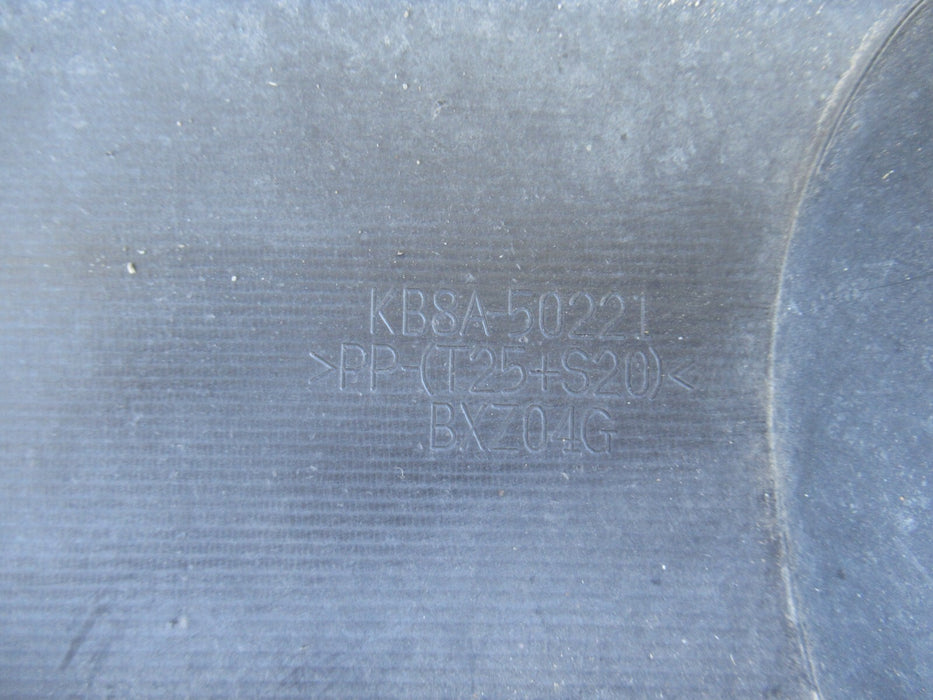 KB8A-50221
>PP-(T25+S20)<
BXZ04G